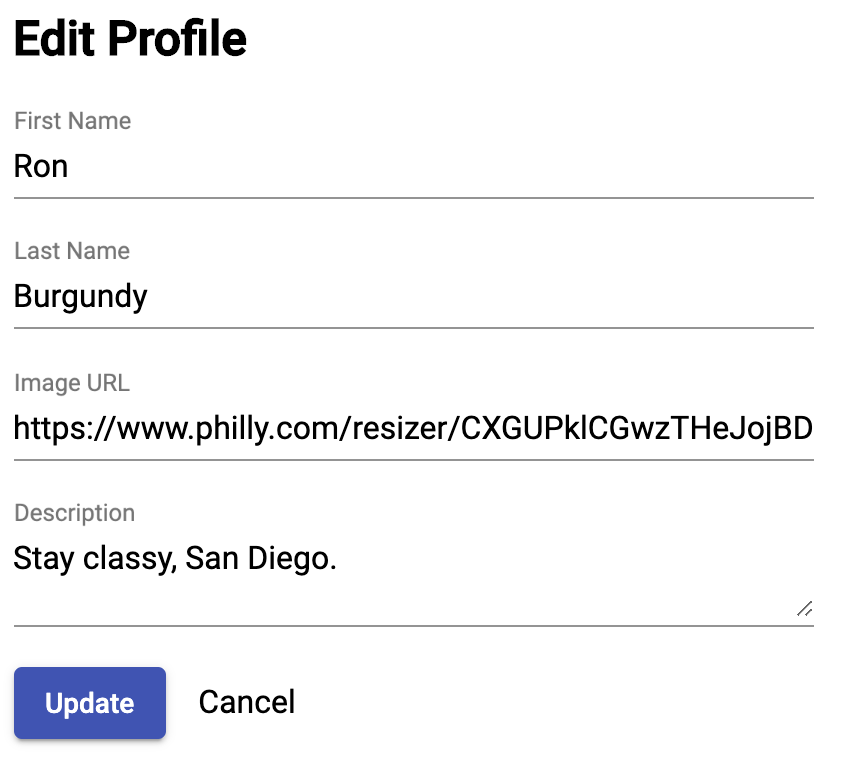 Edit Profile
First Name
Ron
Last Name
Burgundy
Image URL
https://www.philly.com/resizer/CXGUPklCGwzTHeJojBD
Description
Stay classy, San Diego.
Update
Cancel